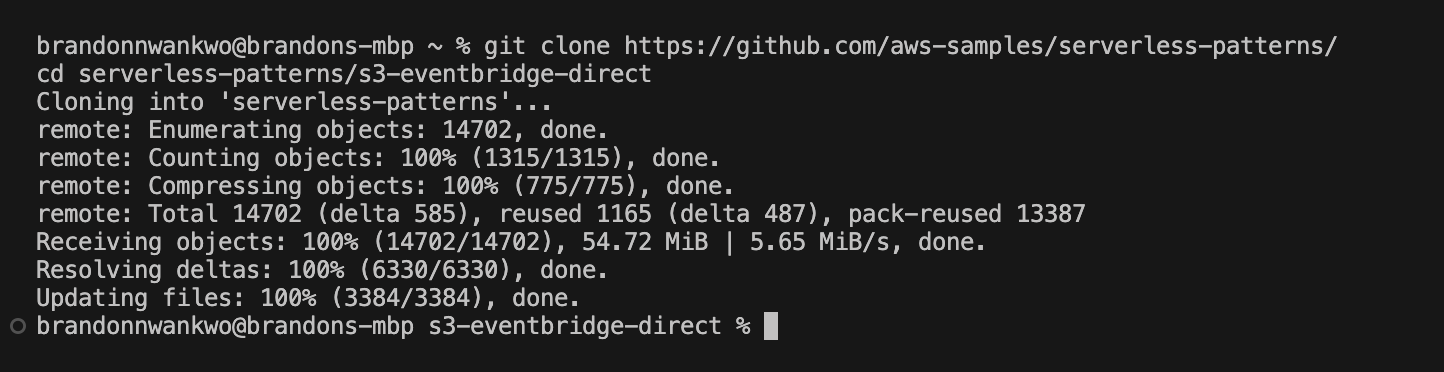 brandonnwankwo@brandons-mbp ~ % git clone https://github.com/aws-samples/serverless-patterns/
cd serverless-patterns/s3-eventbridge-direct
Cloning into 'serverless-patterns'...
remote: Enumerating objects: 14702, done.
remote: Counting objects: 100% (1315/1315), done.
remote: Compressing objects: 100% (775/775), done.
remote: Total 14702 (delta 585), reused 1165 (delta 487), pack-reused 13387
Receiving objects: 100% (14702/14702), 54.72 MiB | 5.65 MiB/s, done.
Resolving deltas: 100% (6330/6330), done.
Updating files: 100% (3384/3384), done.
brandonnwankwo@brandons-mbp s3-eventbridge-direct %